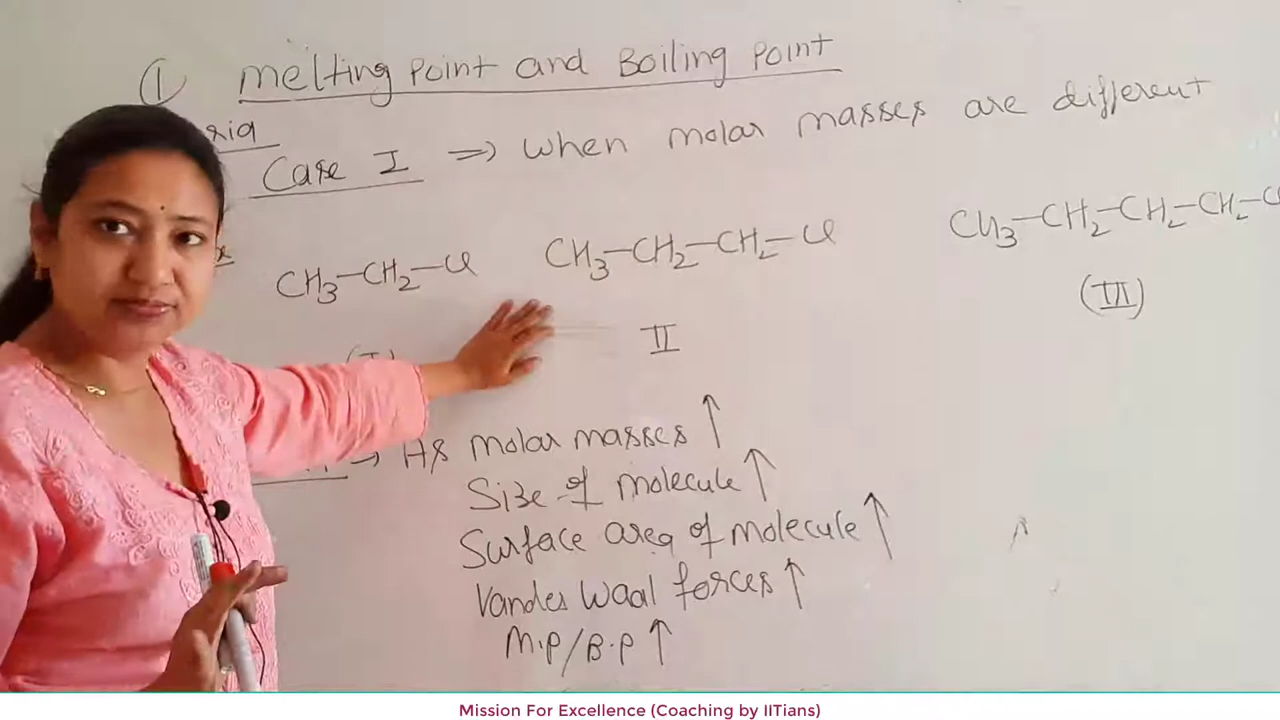 ① Melting Point and Boiling Point
ria
Case I ⇒ When molar masses are different
CH3-CH2-Cl CH3-CH2-CH2-Cl CH3-CH2-CH2-CH2-C
(I) II (III)
→ As molar masses ↑
Size of molecule ↑
Surface area of molecule ↑
Vander Waal forces ↑
M.P/B.P ↑
Mission For Excellence (Coaching by IITians)